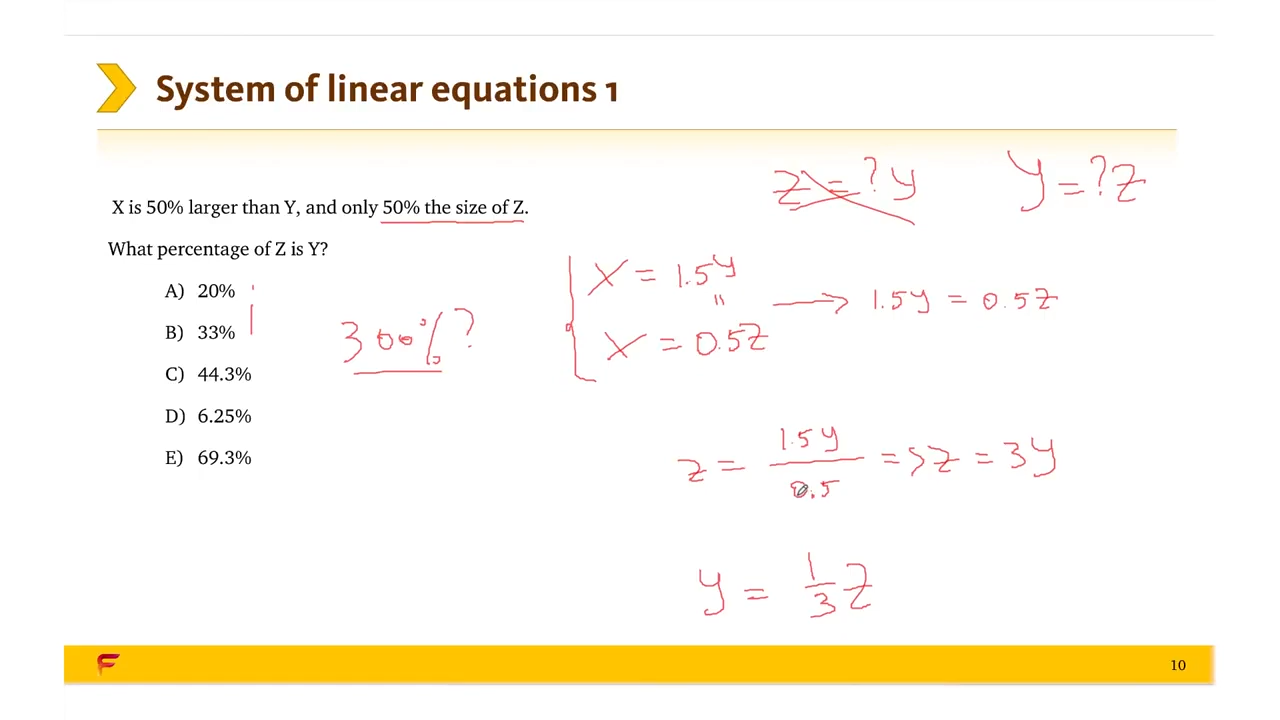 System of linear equations 1
z = ? y
y = ? z
X is 50% larger than Y, and only 50% the size of Z.
What percentage of Z is Y?
A) 20%
B) 33%
C) 44.3%
D) 6.25%
E) 69.3%
300% ?
X = 1.5y
"
X = 0.5z
→ 1.5y = 0.5z
z = 1.5y / 0.5 => z = 3y
y = 1/3 z
F
10